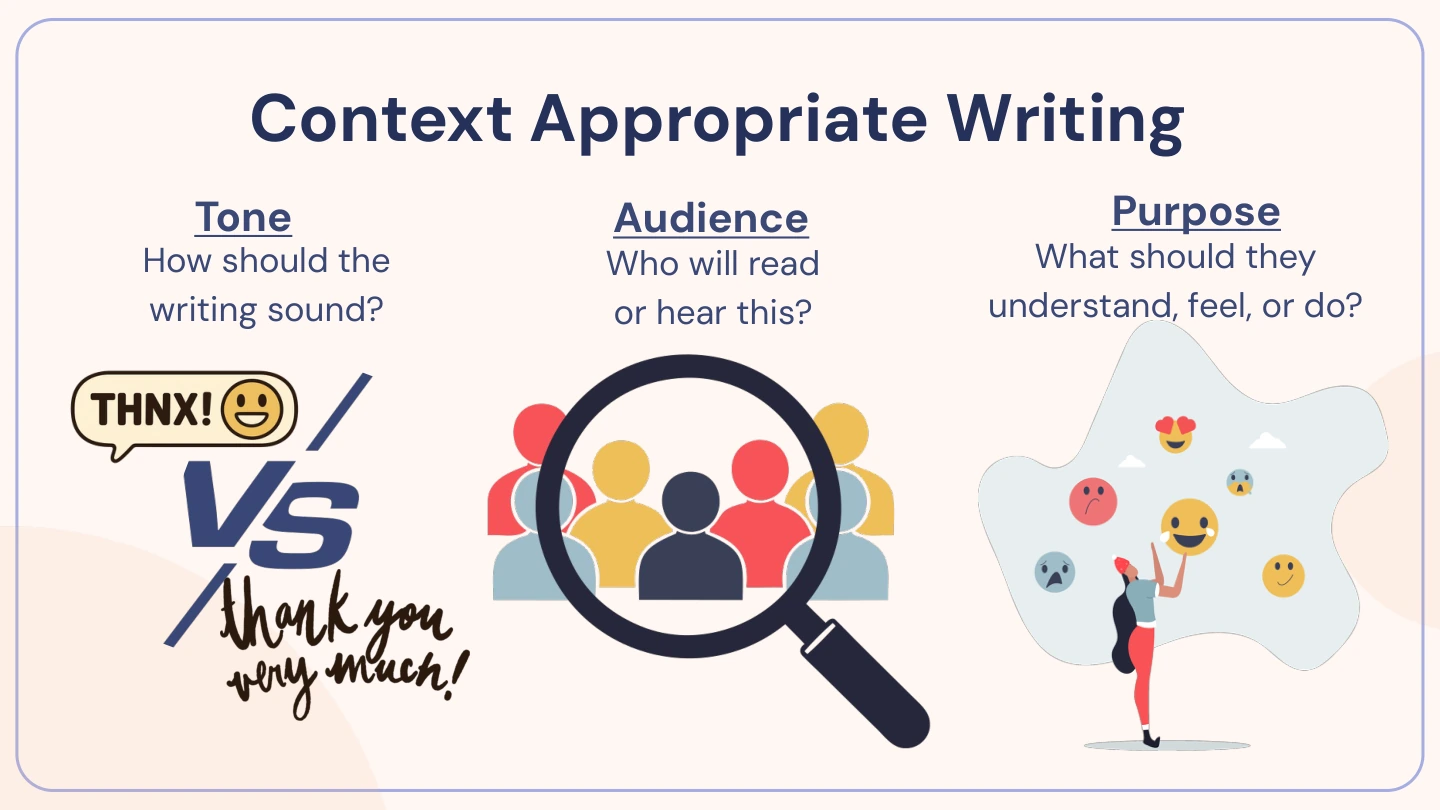 Context Appropriate Writing
Tone
How should the
writing sound?
Audience
Who will read
or hear this?
Purpose
What should they
understand, feel, or do?
THNX!
VS
thank you
very much!